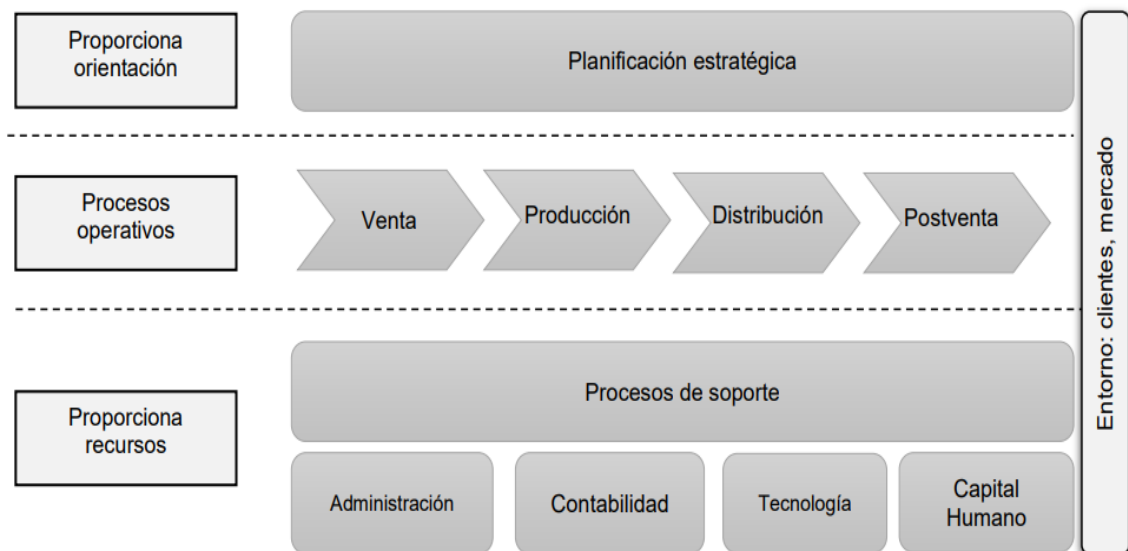 Proporciona
orientación
Planificación estratégica
Procesos
operativos
Venta
Producción
Distribución
Postventa
Proporciona
recursos
Procesos de soporte
Administración
Contabilidad
Tecnología
Capital
Humano
Entorno: clientes, mercado